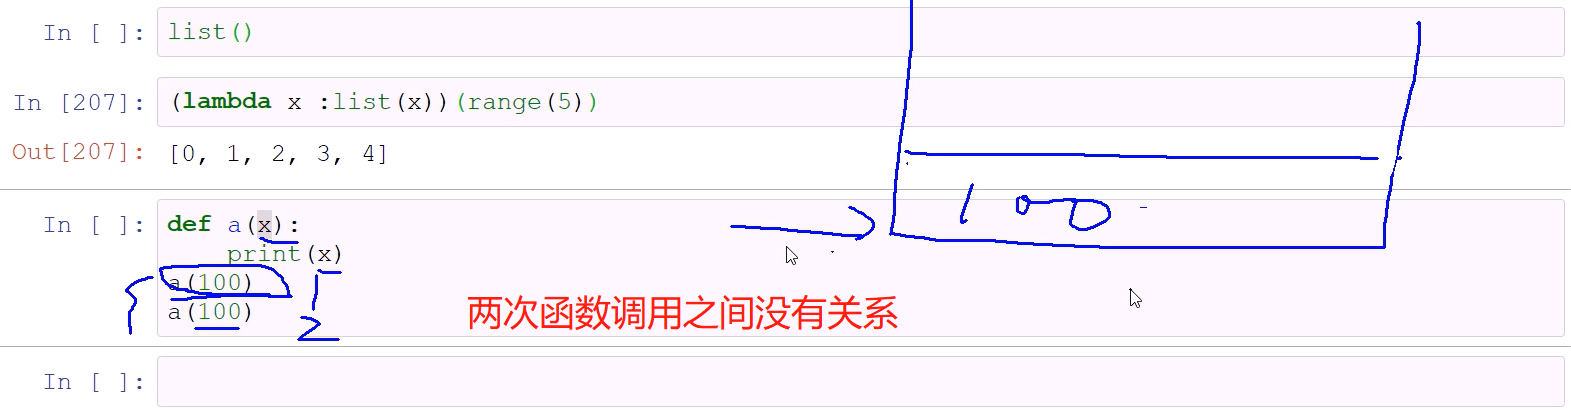 In [ ]: list()
In [207]: (lambda x :list(x))(range(5))
Out[207]: [0, 1, 2, 3, 4]
100
In [ ]: def a(x):
print(x)
a(100)
a(100)
1
2
两次函数调用之间没有关系
In [ ]: